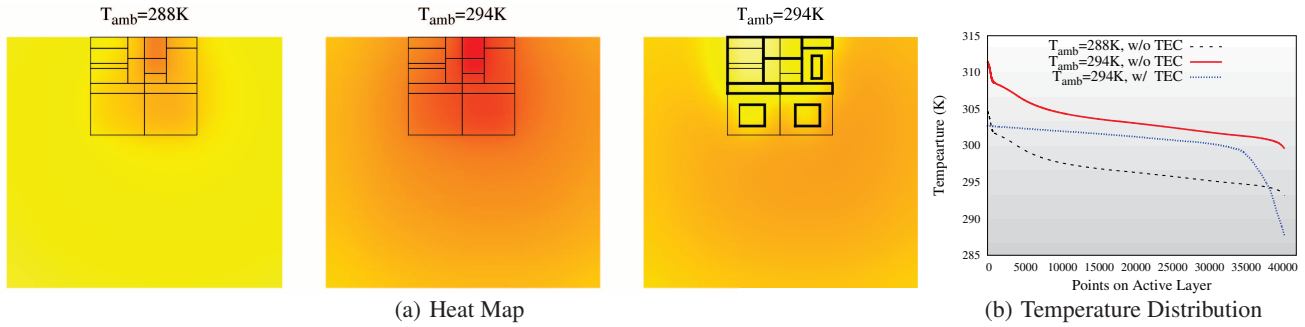 T_amb=288K
T_amb=294K
T_amb=294K
(a) Heat Map
315
310
305
300
295
290
285
Tempearture (K)
T_amb=288K, w/o TEC
T_amb=294K, w/o TEC
T_amb=294K, w/ TEC
0 5000 10000 15000 20000 25000 30000 35000 40000
Points on Active Layer
(b) Temperature Distribution